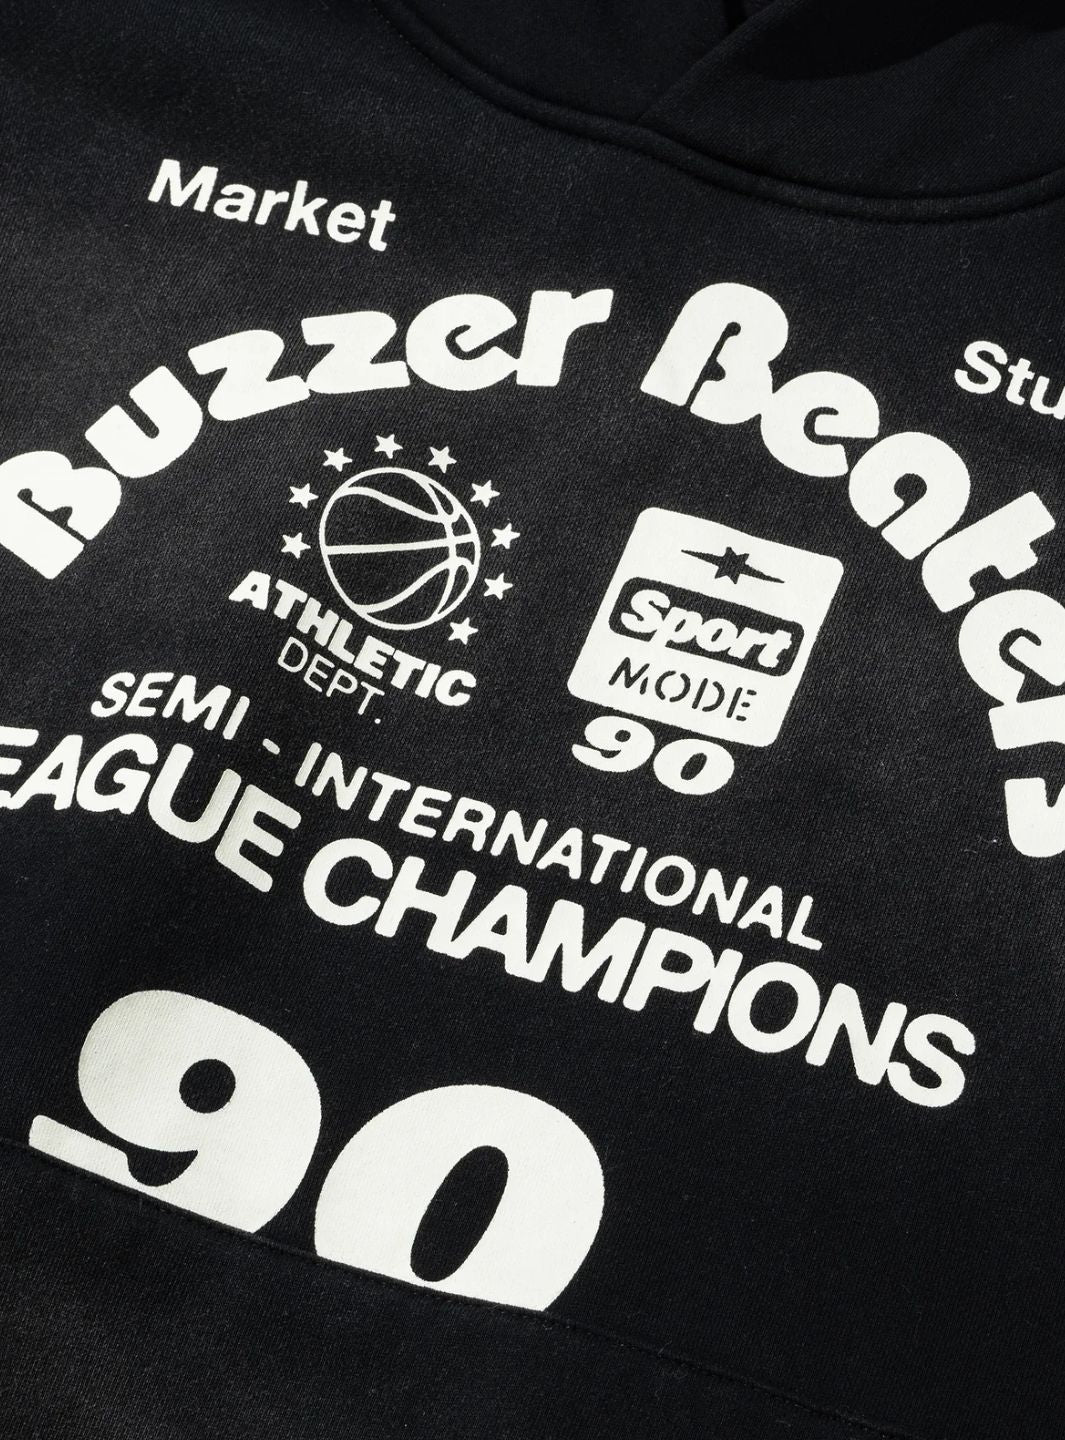 Market
Stu
Buzzer Beaters
ATHLETIC
DEPT.
Sport
MODE
90
SEMI - INTERNATIONAL
EAGUE CHAMPIONS
90